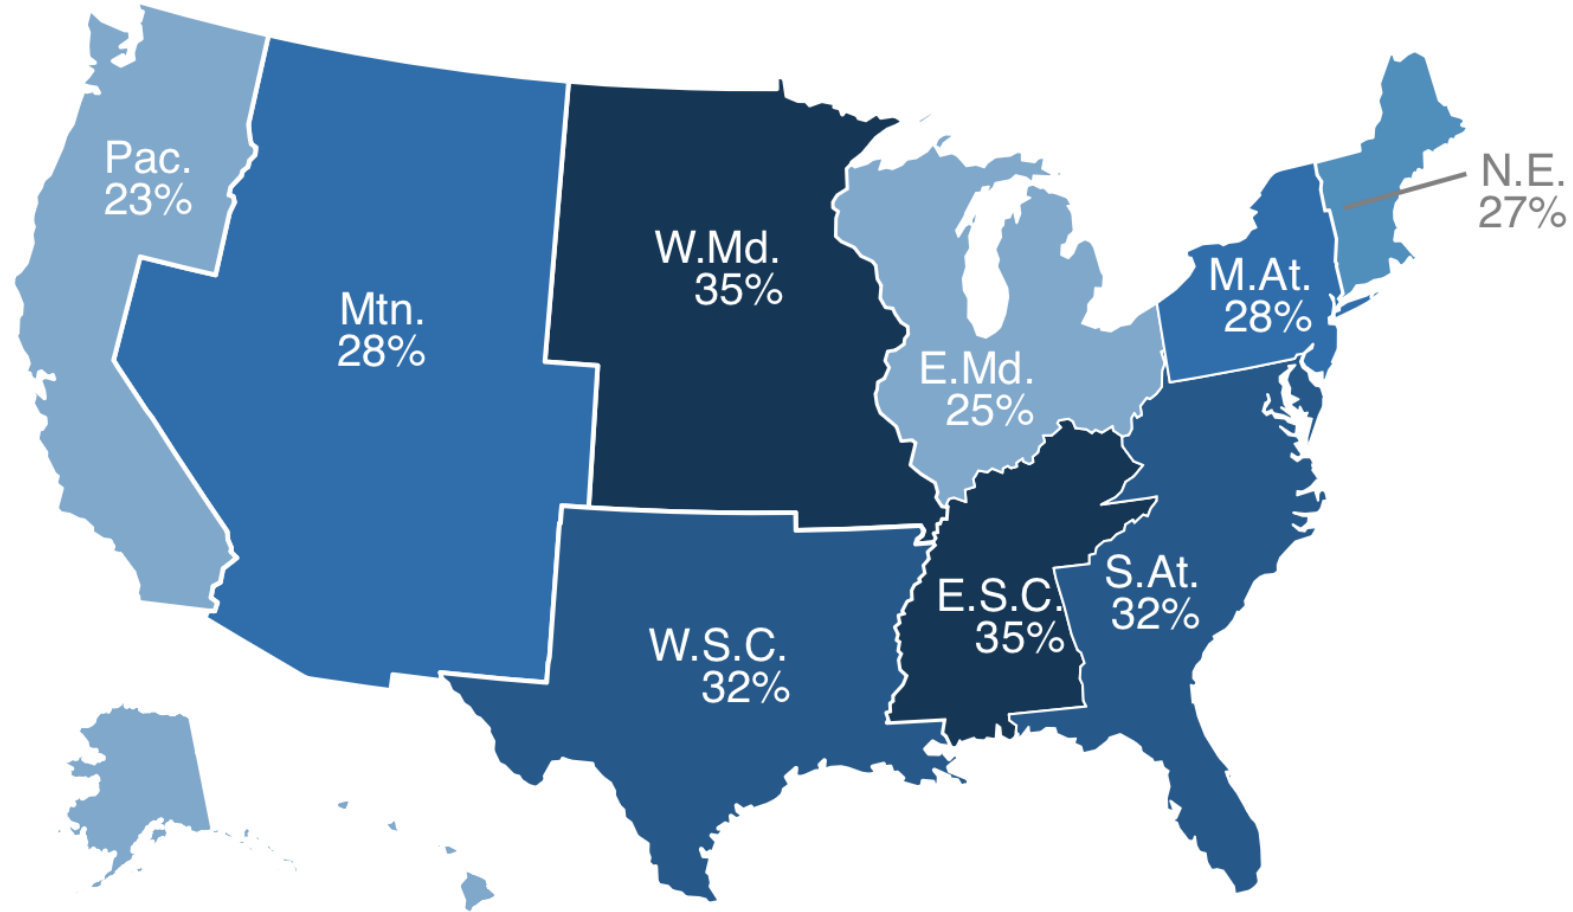 Pac.
23%
Mtn.
28%
W.Md.
35%
E.Md.
25%
M.At.
28%
N.E.
27%
W.S.C.
32%
E.S.C.
35%
S.At.
32%